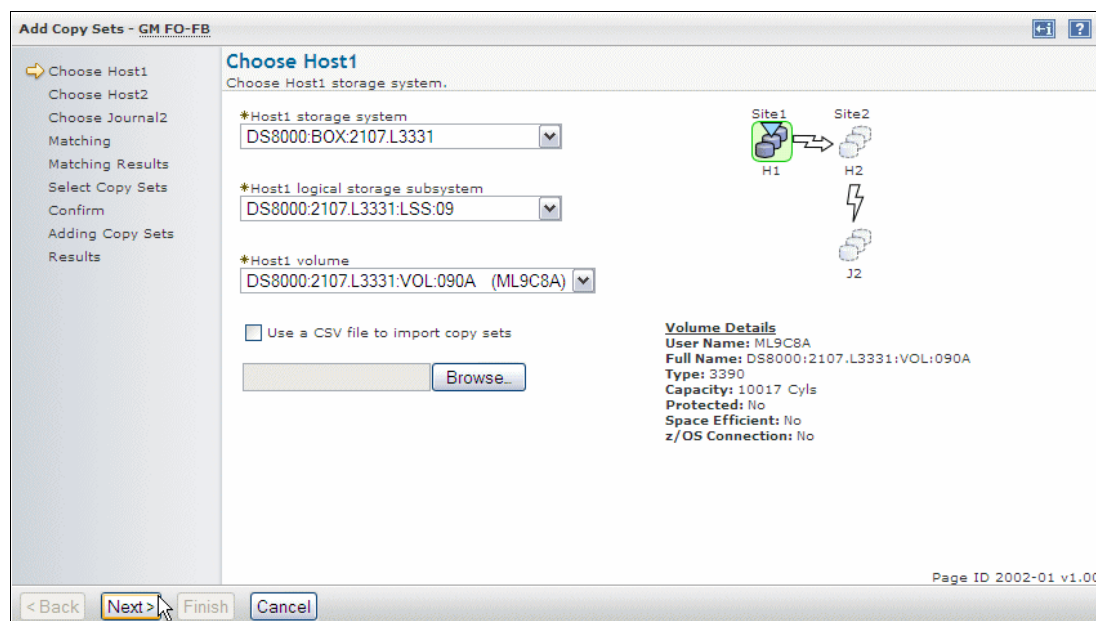 Add Copy Sets - GM FO-FB
?
Choose Host1
Choose Host2
Choose Journal2
Matching
Matching Results
Select Copy Sets
Confirm
Adding Copy Sets
Results
Choose Host1
Choose Host1 storage system.
*Host1 storage system
DS8000:BOX:2107.L3331
*Host1 logical storage subsystem
DS8000:2107.L3331:LSS:09
*Host1 volume
DS8000:2107.L3331:VOL:090A (ML9C8A)
Use a CSV file to import copy sets
Browse...
Site1 Site2
H1 H2
J2
Volume Details
User Name: ML9C8A
Full Name: DS8000:2107.L3331:VOL:090A
Type: 3390
Capacity: 10017 Cyls
Protected: No
Space Efficient: No
z/OS Connection: No
Page ID 2002-01 v1.00
< Back Next > Finish Cancel